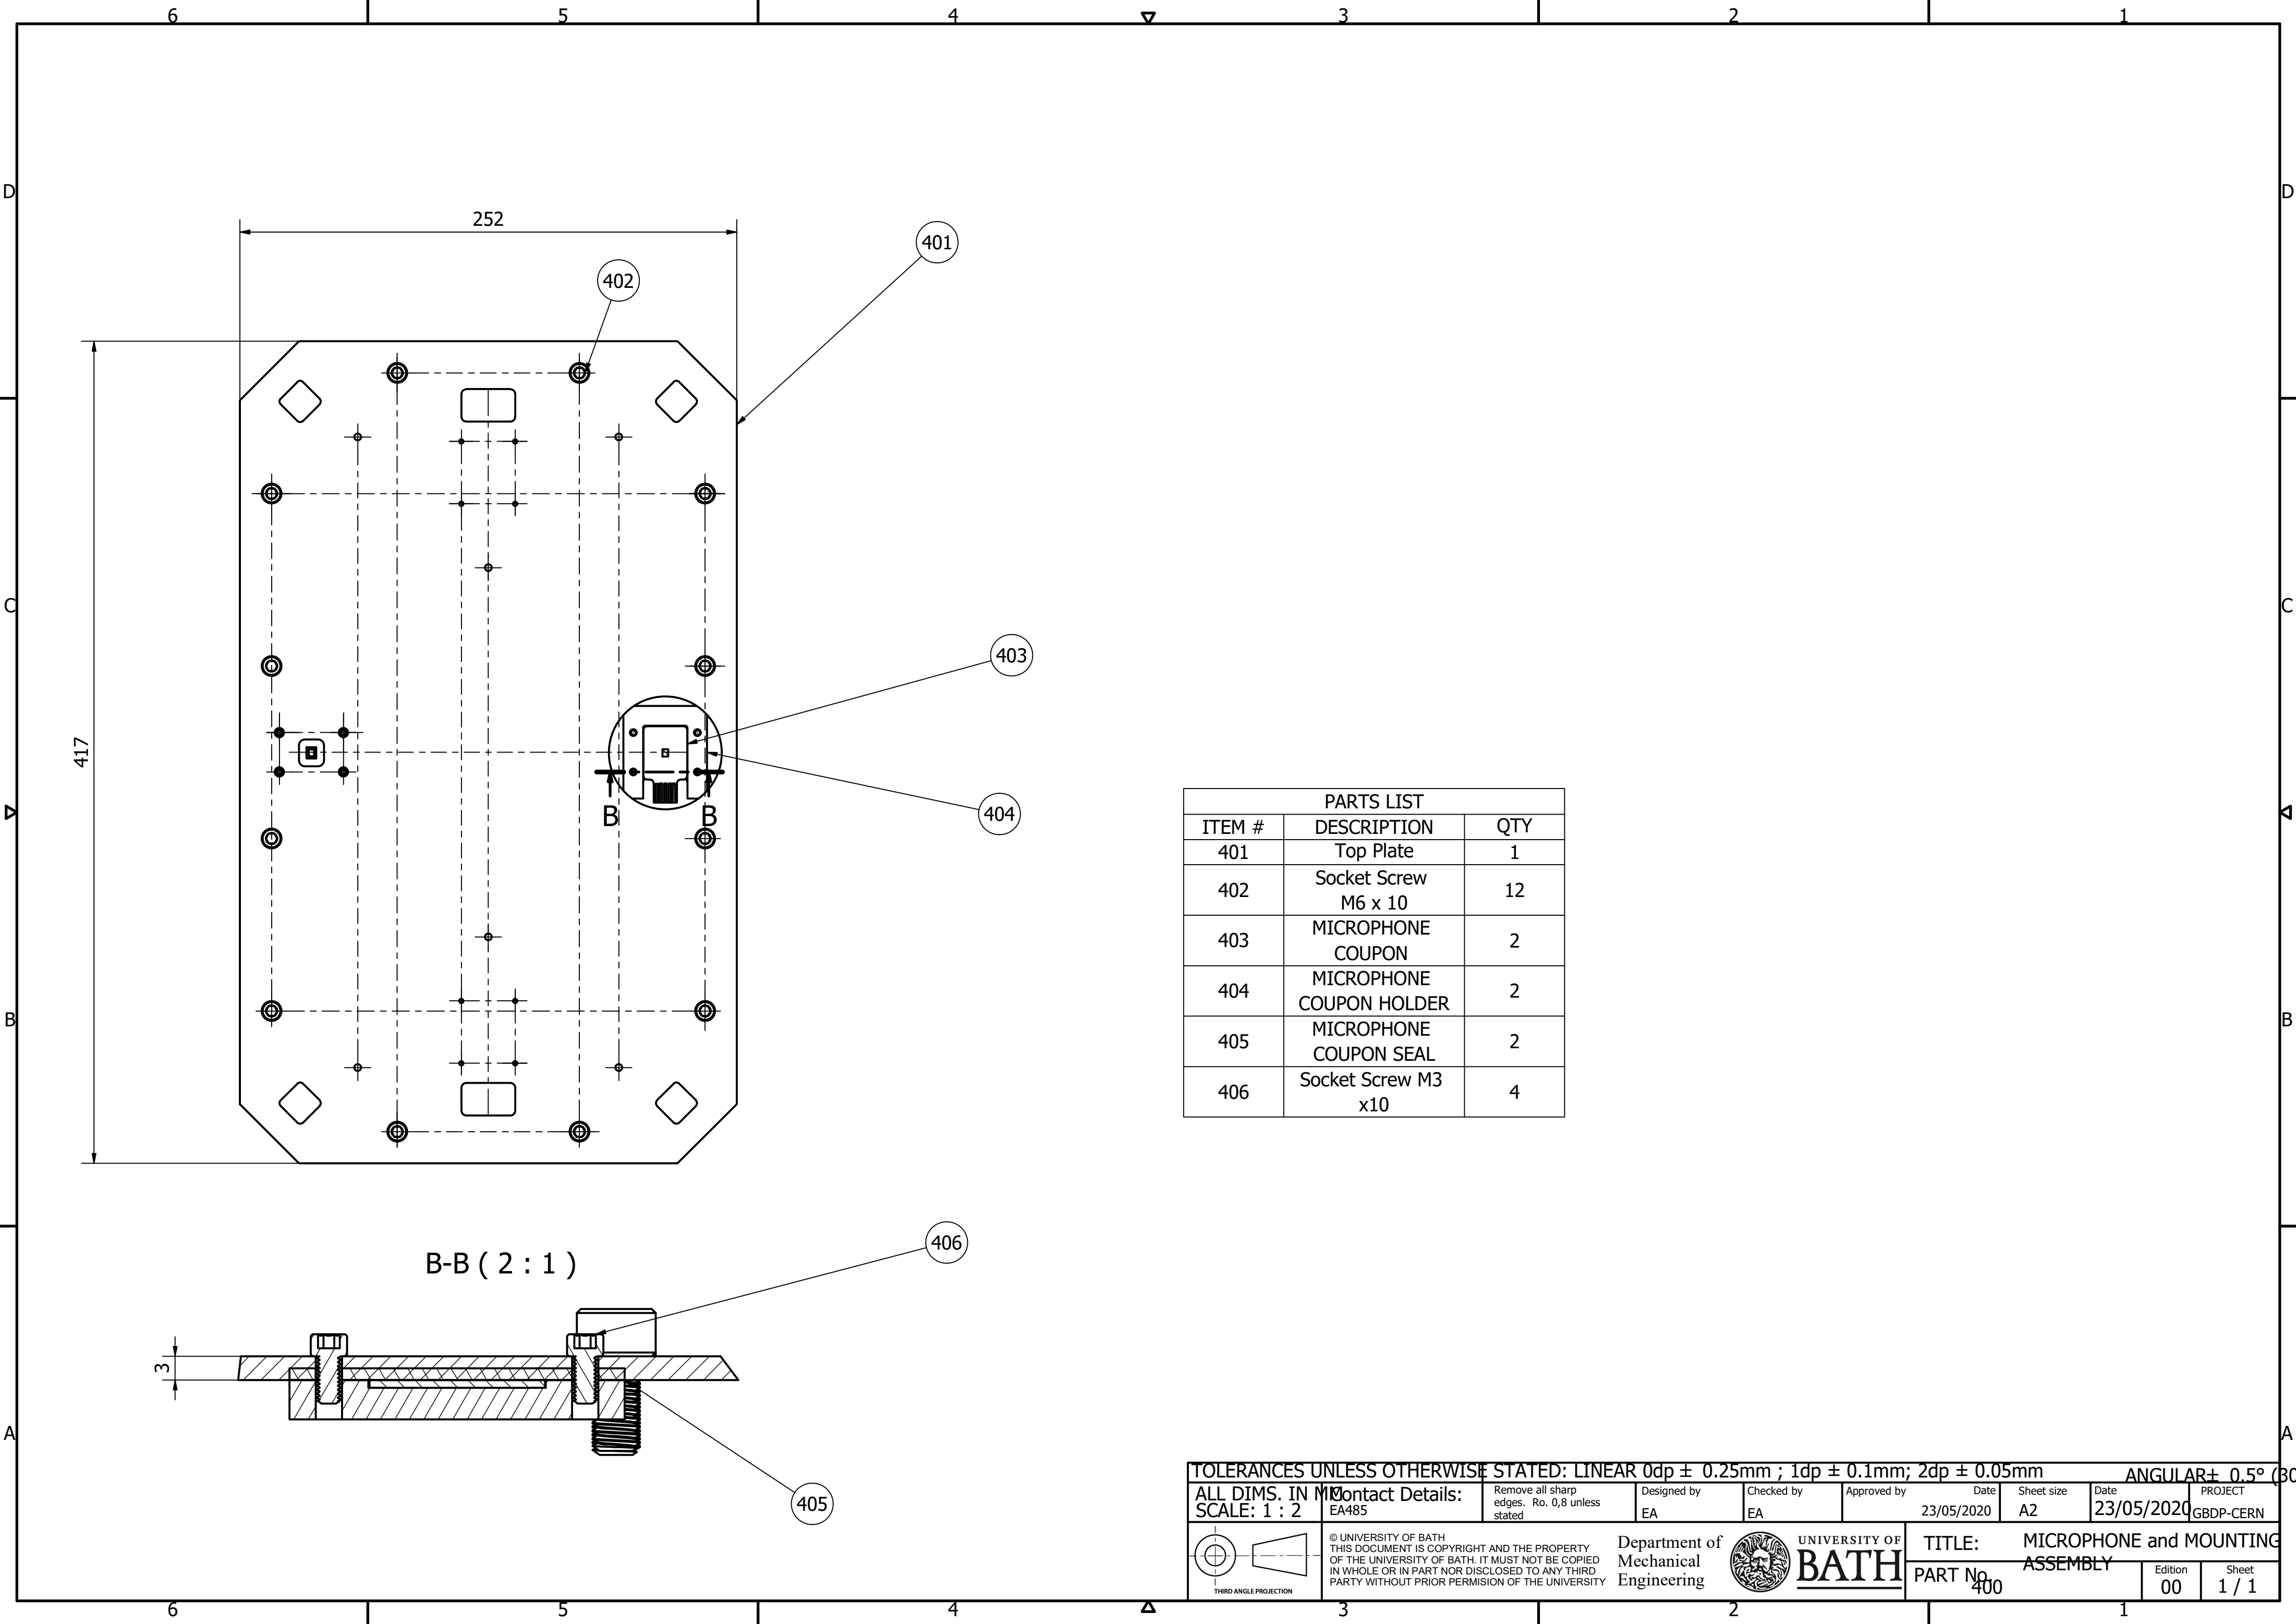 6 5 4 3 2 1
D D
252
401
402
C C
403
417
404
B B
PARTS LIST
ITEM # DESCRIPTION QTY
401 Top Plate 1
402 Socket Screw M6 x 10 12
403 MICROPHONE COUPON 2
404 MICROPHONE COUPON HOLDER 2
405 MICROPHONE COUPON SEAL 2
406 Socket Screw M3 x10 4
B B
406
B-B ( 2 : 1 )
3
A A
405
TOLERANCES UNLESS OTHERWISE STATED: LINEAR 0dp ± 0.25mm ; 1dp ± 0.1mm; 2dp ± 0.05mm ANGULAR± 0.5° (30
ALL DIMS. IN MM
SCALE: 1 : 2
Contact Details:
EA485
Remove all sharp
edges. Ro. 0,8 unless
stated
Designed by
EA
Checked by
EA
Approved by Date
23/05/2020
Sheet size
A2
Date
23/05/2020
PROJECT
GBDP-CERN
THIRD ANGLE PROJECTION
© UNIVERSITY OF BATH
THIS DOCUMENT IS COPYRIGHT AND THE PROPERTY
OF THE UNIVERSITY OF BATH. IT MUST NOT BE COPIED
IN WHOLE OR IN PART NOR DISCLOSED TO ANY THIRD
PARTY WITHOUT PRIOR PERMISION OF THE UNIVERSITY
Department of
Mechanical
Engineering
UNIVERSITY OF
BATH
TITLE: MICROPHONE and MOUNTING
ASSEMBLY
PART No.
400
Edition
00
Sheet
1 / 1
6 5 4 3 2 1